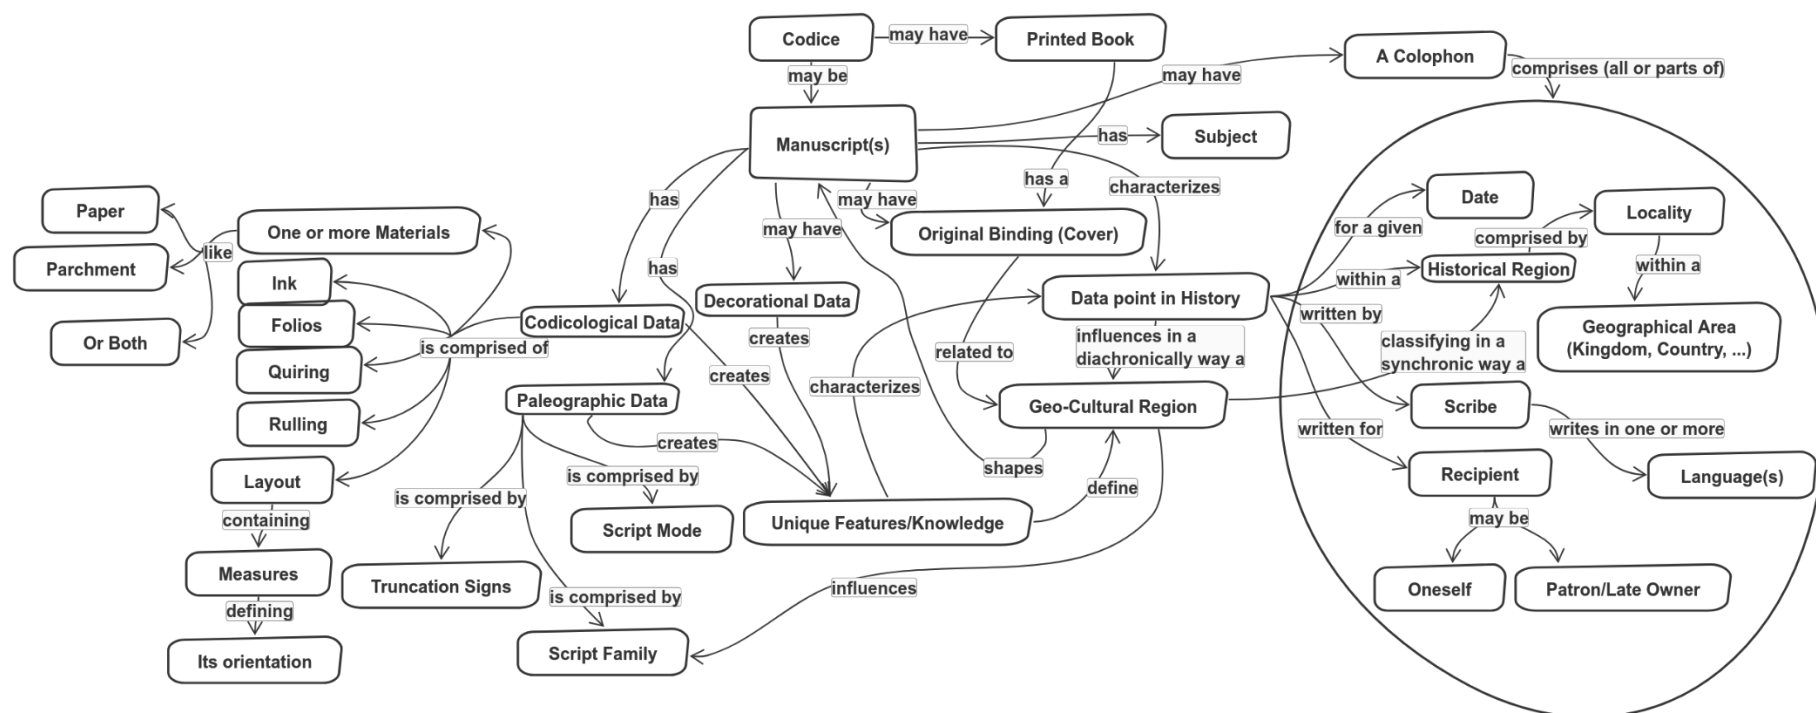 Codice
may have
Printed Book
A Colophon
may be
may have
comprises (all or parts of)
Manuscript(s)
has
Subject
has
may have
may have
has a
characterizes
Paper
One or more Materials
like
Parchment
Or Both
Ink
Folios
Quiring
Rulling
Layout
containing
Measures
defining
Its orientation
Codicological Data
is comprised of
has
Decorational Data
creates
creates
Original Binding (Cover)
related to
Data point in History
influences in a
diachronically way a
Geo-Cultural Region
characterizes
Paleographic Data
creates
is comprised by
is comprised by
is comprised by
Script Mode
Truncation Signs
Script Family
Unique Features/Knowledge
define
shapes
influences
for a given
Date
Locality
comprised by
within a
Historical Region
within a
Geographical Area
(Kingdom, Country, ...)
written by
classifying in a
synchronic way a
Scribe
writes in one or more
Language(s)
written for
Recipient
may be
Oneself
Patron/Late Owner